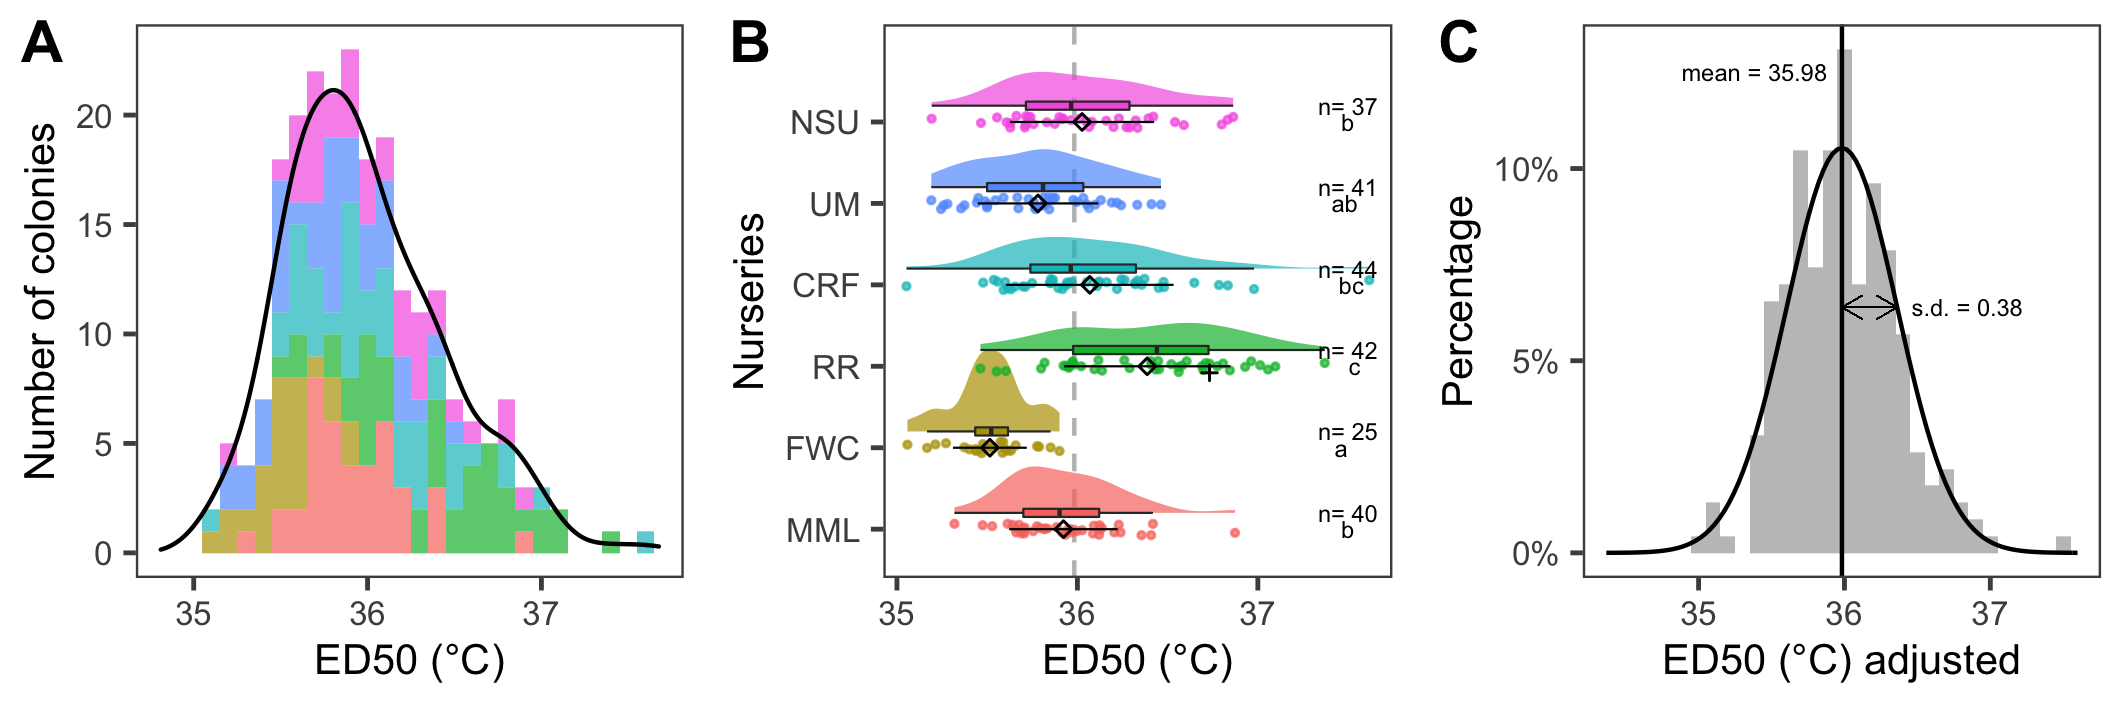 A
Number of colonies
20
15
10
5
0
35
36
37
ED50 (°C)
B
Nurseries
NSU
n= 37
b
UM
n= 41
ab
CRF
n= 44
bc
RR
n= 42
c
FWC
n= 25
a
MML
n= 40
b
35
36
37
ED50 (°C)
C
Percentage
mean = 35.98
10%
s.d. = 0.38
5%
0%
35
36
37
ED50 (°C) adjusted